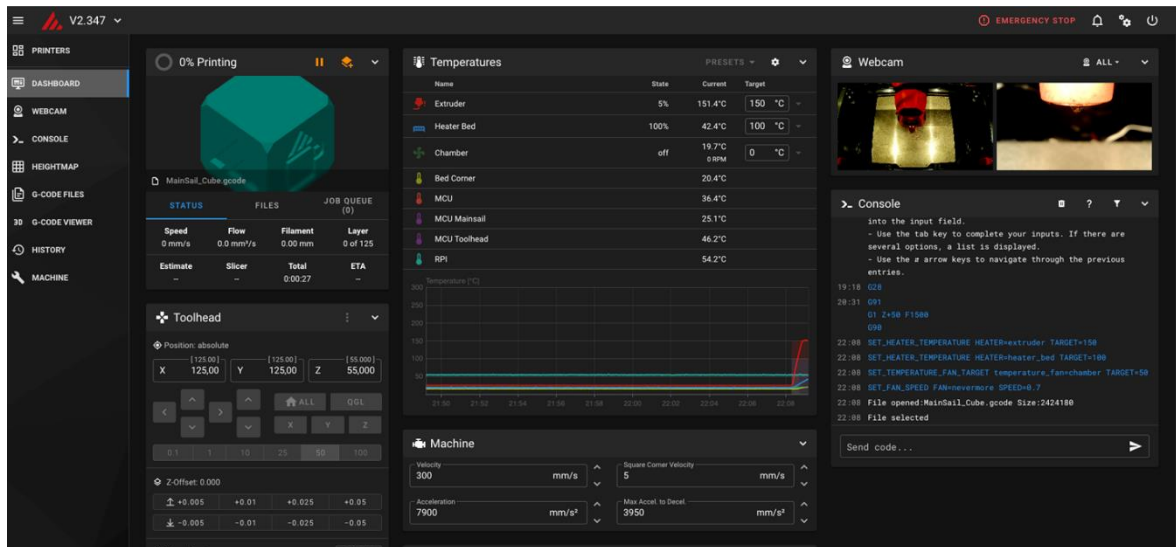 V2.347
EMERGENCY STOP
PRINTERS
DASHBOARD
WEBCAM
CONSOLE
HEIGHTMAP
G-CODE FILES
3D G-CODE VIEWER
HISTORY
MACHINE
0% Printing
MainSail_Cube.gcode
STATUS FILES JOB QUEUE (0)
Speed Flow Filament Layer
0 mm/s 0.0 mm³/s 0.00 mm 0 of 125
Estimate Slicer Total ETA
-- -- 0:00:27 --
Toolhead
Position: absolute
[125.00] [125.00] [55.000]
X 125,00 Y 125,00 Z 55,000
ALL QGL
X Y Z
0.1 1 10 25 50 100
Z-Offset: 0.000
+0.005 +0.01 +0.025 +0.05
-0.005 -0.01 -0.025 -0.05
Temperatures PRESETS
Name State Current Target
Extruder 5% 151.4°C 150 °C
Heater Bed 100% 42.4°C 100 °C
Chamber off 19.7°C 0 °C
0 RPM
Bed Corner 20.4°C
MCU 36.4°C
MCU Mainsail 25.1°C
MCU Toolhead 46.2°C
RPI 54.2°C
Temperature [°C]
300
250
200
150
100
50
21:50 21:52 21:54 21:56 21:58 22:00 22:02 22:04 22:06 22:08
Machine
Velocity Square Corner Velocity
300 mm/s 5 mm/s
Acceleration Max Accel. to Decel.
7900 mm/s² 3950 mm/s²
Webcam ALL
>_ Console
into the input field.
- Use the tab key to complete your inputs. If there are
several options, a list is displayed.
- Use the arrow keys to navigate through the previous
entries.
19:18 G28
20:31 G91
G1 Z+50 F1500
G90
22:08 SET_HEATER_TEMPERATURE HEATER=extruder TARGET=150
22:08 SET_HEATER_TEMPERATURE HEATER=heater_bed TARGET=100
22:08 SET_TEMPERATURE_FAN_TARGET temperature_fan=chamber TARGET=50
22:08 SET_FAN_SPEED FAN=nevermore SPEED=0.7
22:08 File opened:MainSail_Cube.gcode Size:2424180
22:08 File selected
Send code...